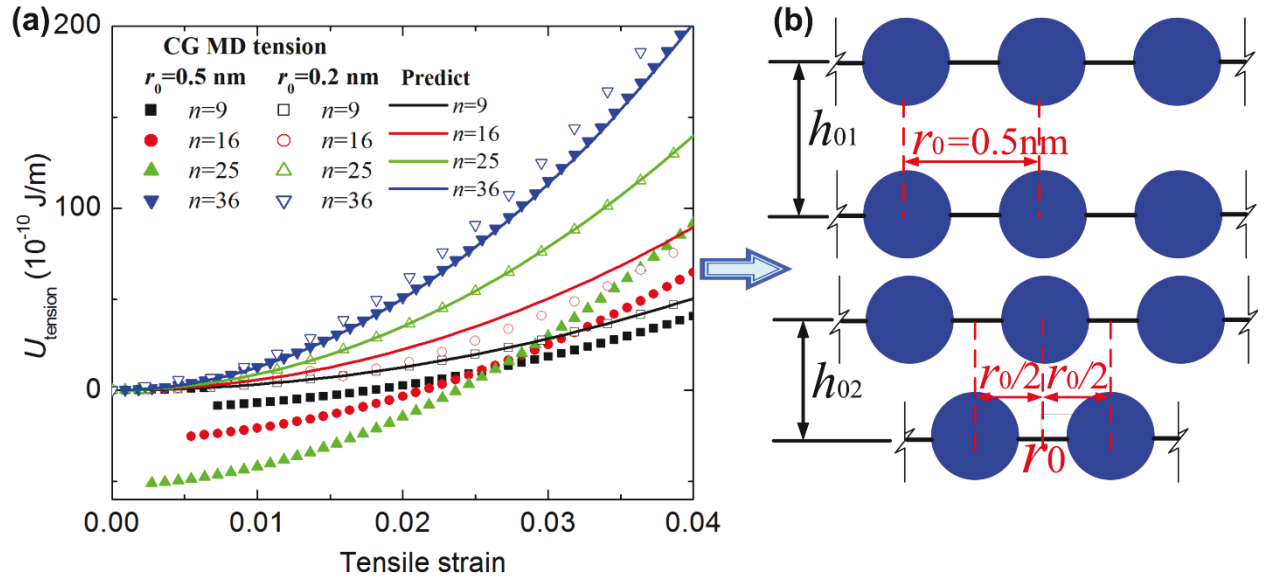 (a)
CG MD tension
r₀=0.5 nm r₀=0.2 nm Predict
n=9 n=9 n=9
n=16 n=16 n=16
n=25 n=25 n=25
n=36 n=36 n=36
200
100
0
U_tension (10⁻¹⁰ J/m)
0.00 0.01 0.02 0.03 0.04
Tensile strain
(b)
h₀₁
r₀=0.5nm
h₀₂
r₀/2 r₀/2
r₀